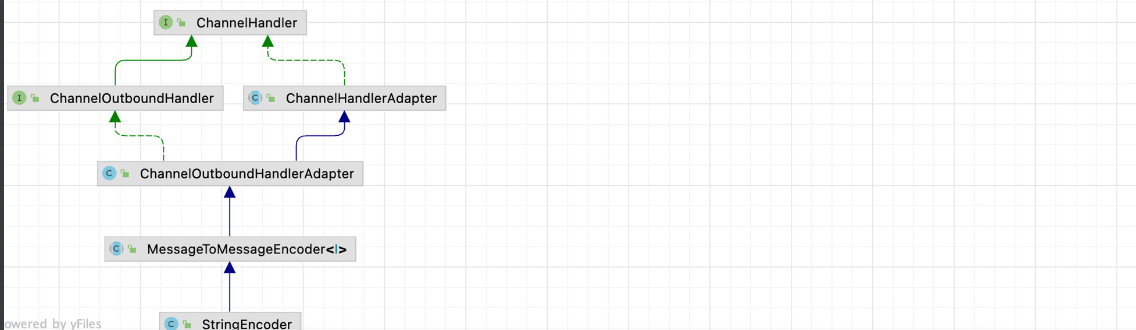 I ChannelHandler
I ChannelOutboundHandler
C ChannelHandlerAdapter
C ChannelOutboundHandlerAdapter
C MessageToMessageEncoder<I>
C StringEncoder
owered by yFiles